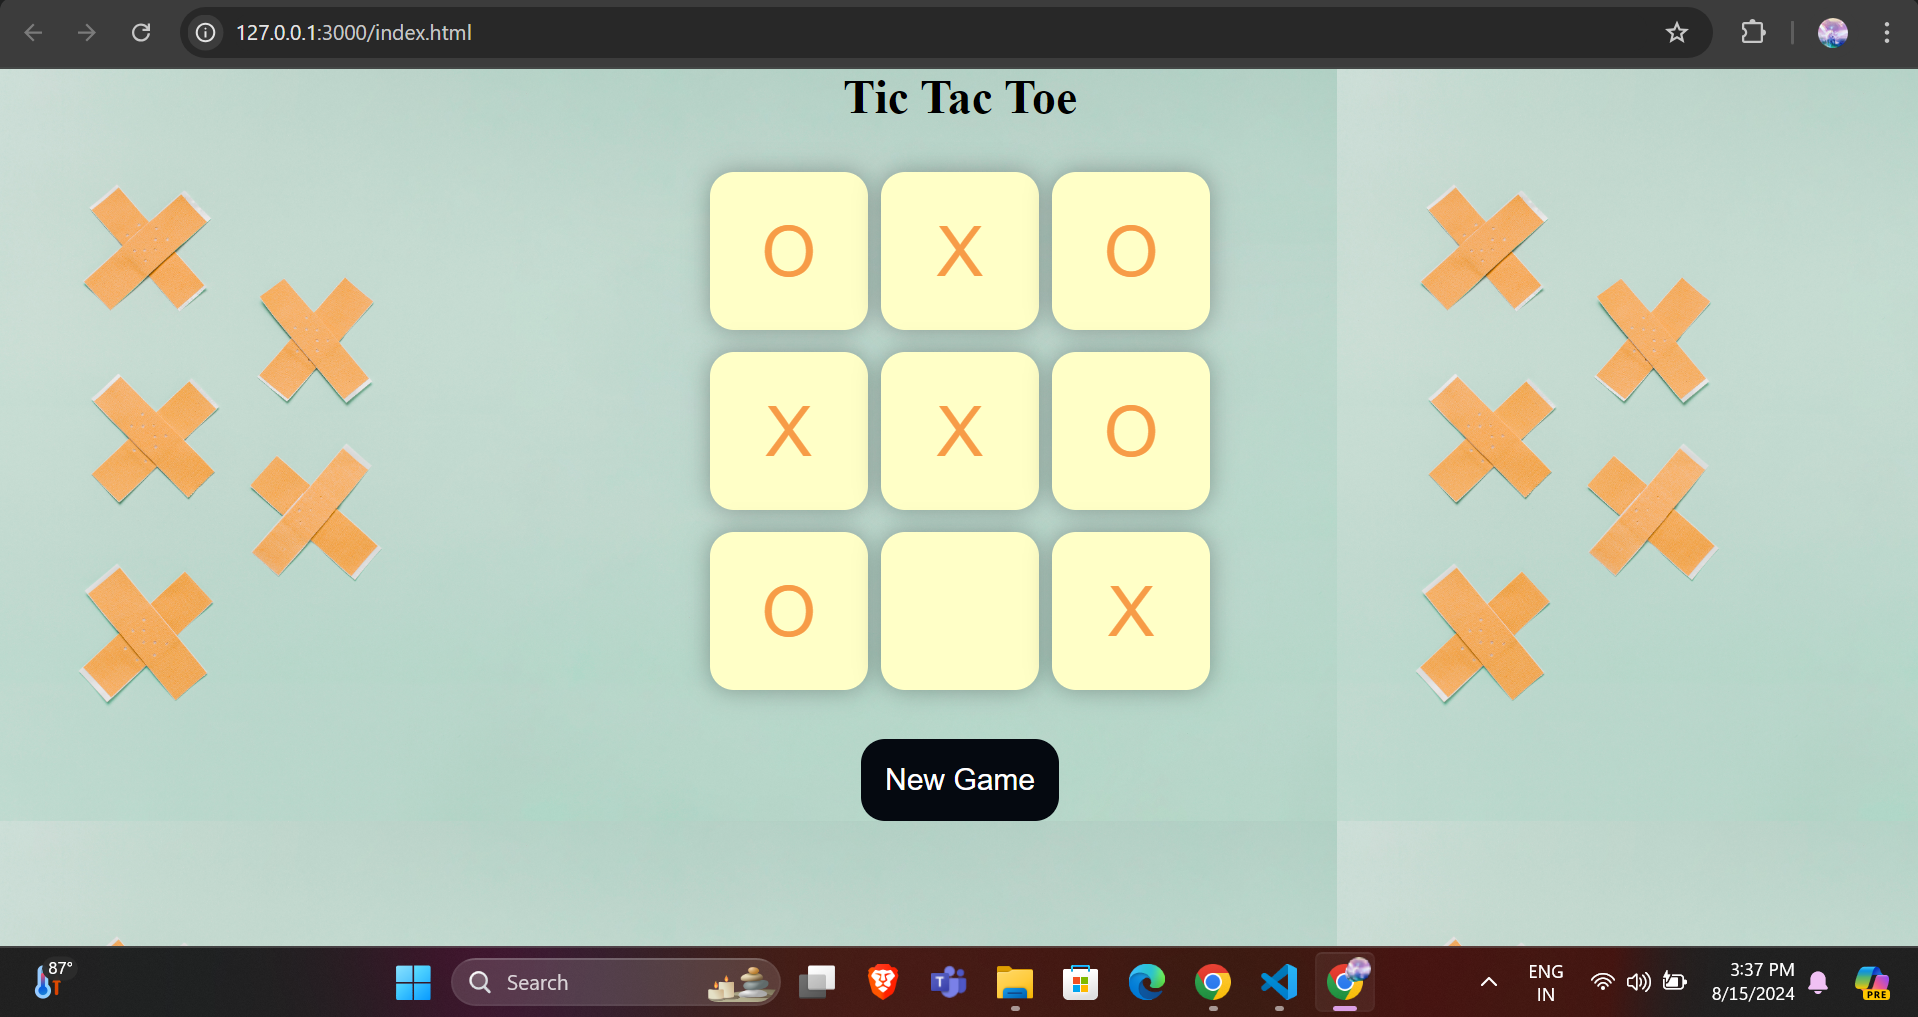 127.0.0.1:3000/index.html
Tic Tac Toe
O X O
X X O
O X
New Game
87°
Search
ENG
IN
3:37 PM
8/15/2024
PRE